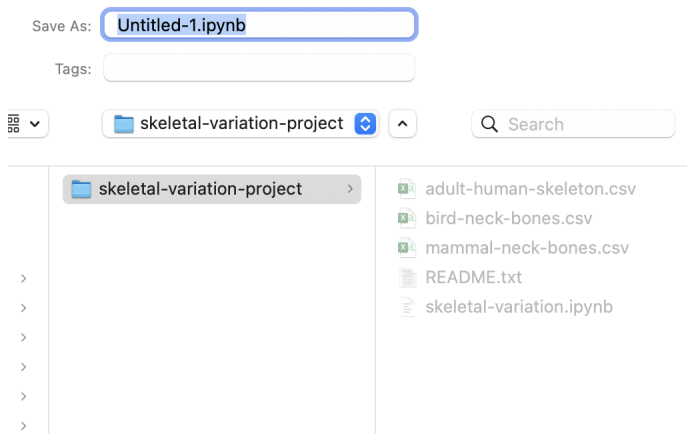 Save As: Untitled-1.ipynb
Tags:
skeletal-variation-project
Search
skeletal-variation-project
adult-human-skeleton.csv
bird-neck-bones.csv
mammal-neck-bones.csv
README.txt
skeletal-variation.ipynb